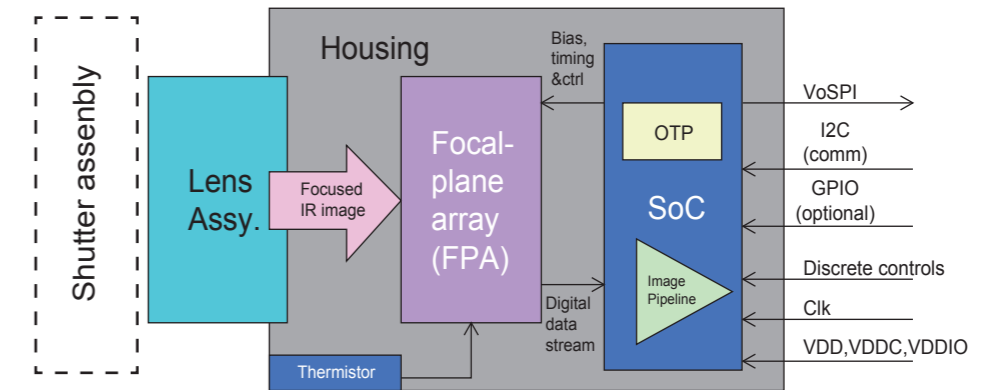 Shutter assembly
Housing
Lens
Assy.
Focused
IR image
Focal-
plane
array
(FPA)
Thermistor
Bias,
timing
&ctrl
Digital
data
stream
OTP
SoC
Image
Pipeline
VoSPI
I2C
(comm)
GPIO
(optional)
Discrete controls
Clk
VDD,VDDC,VDDIO